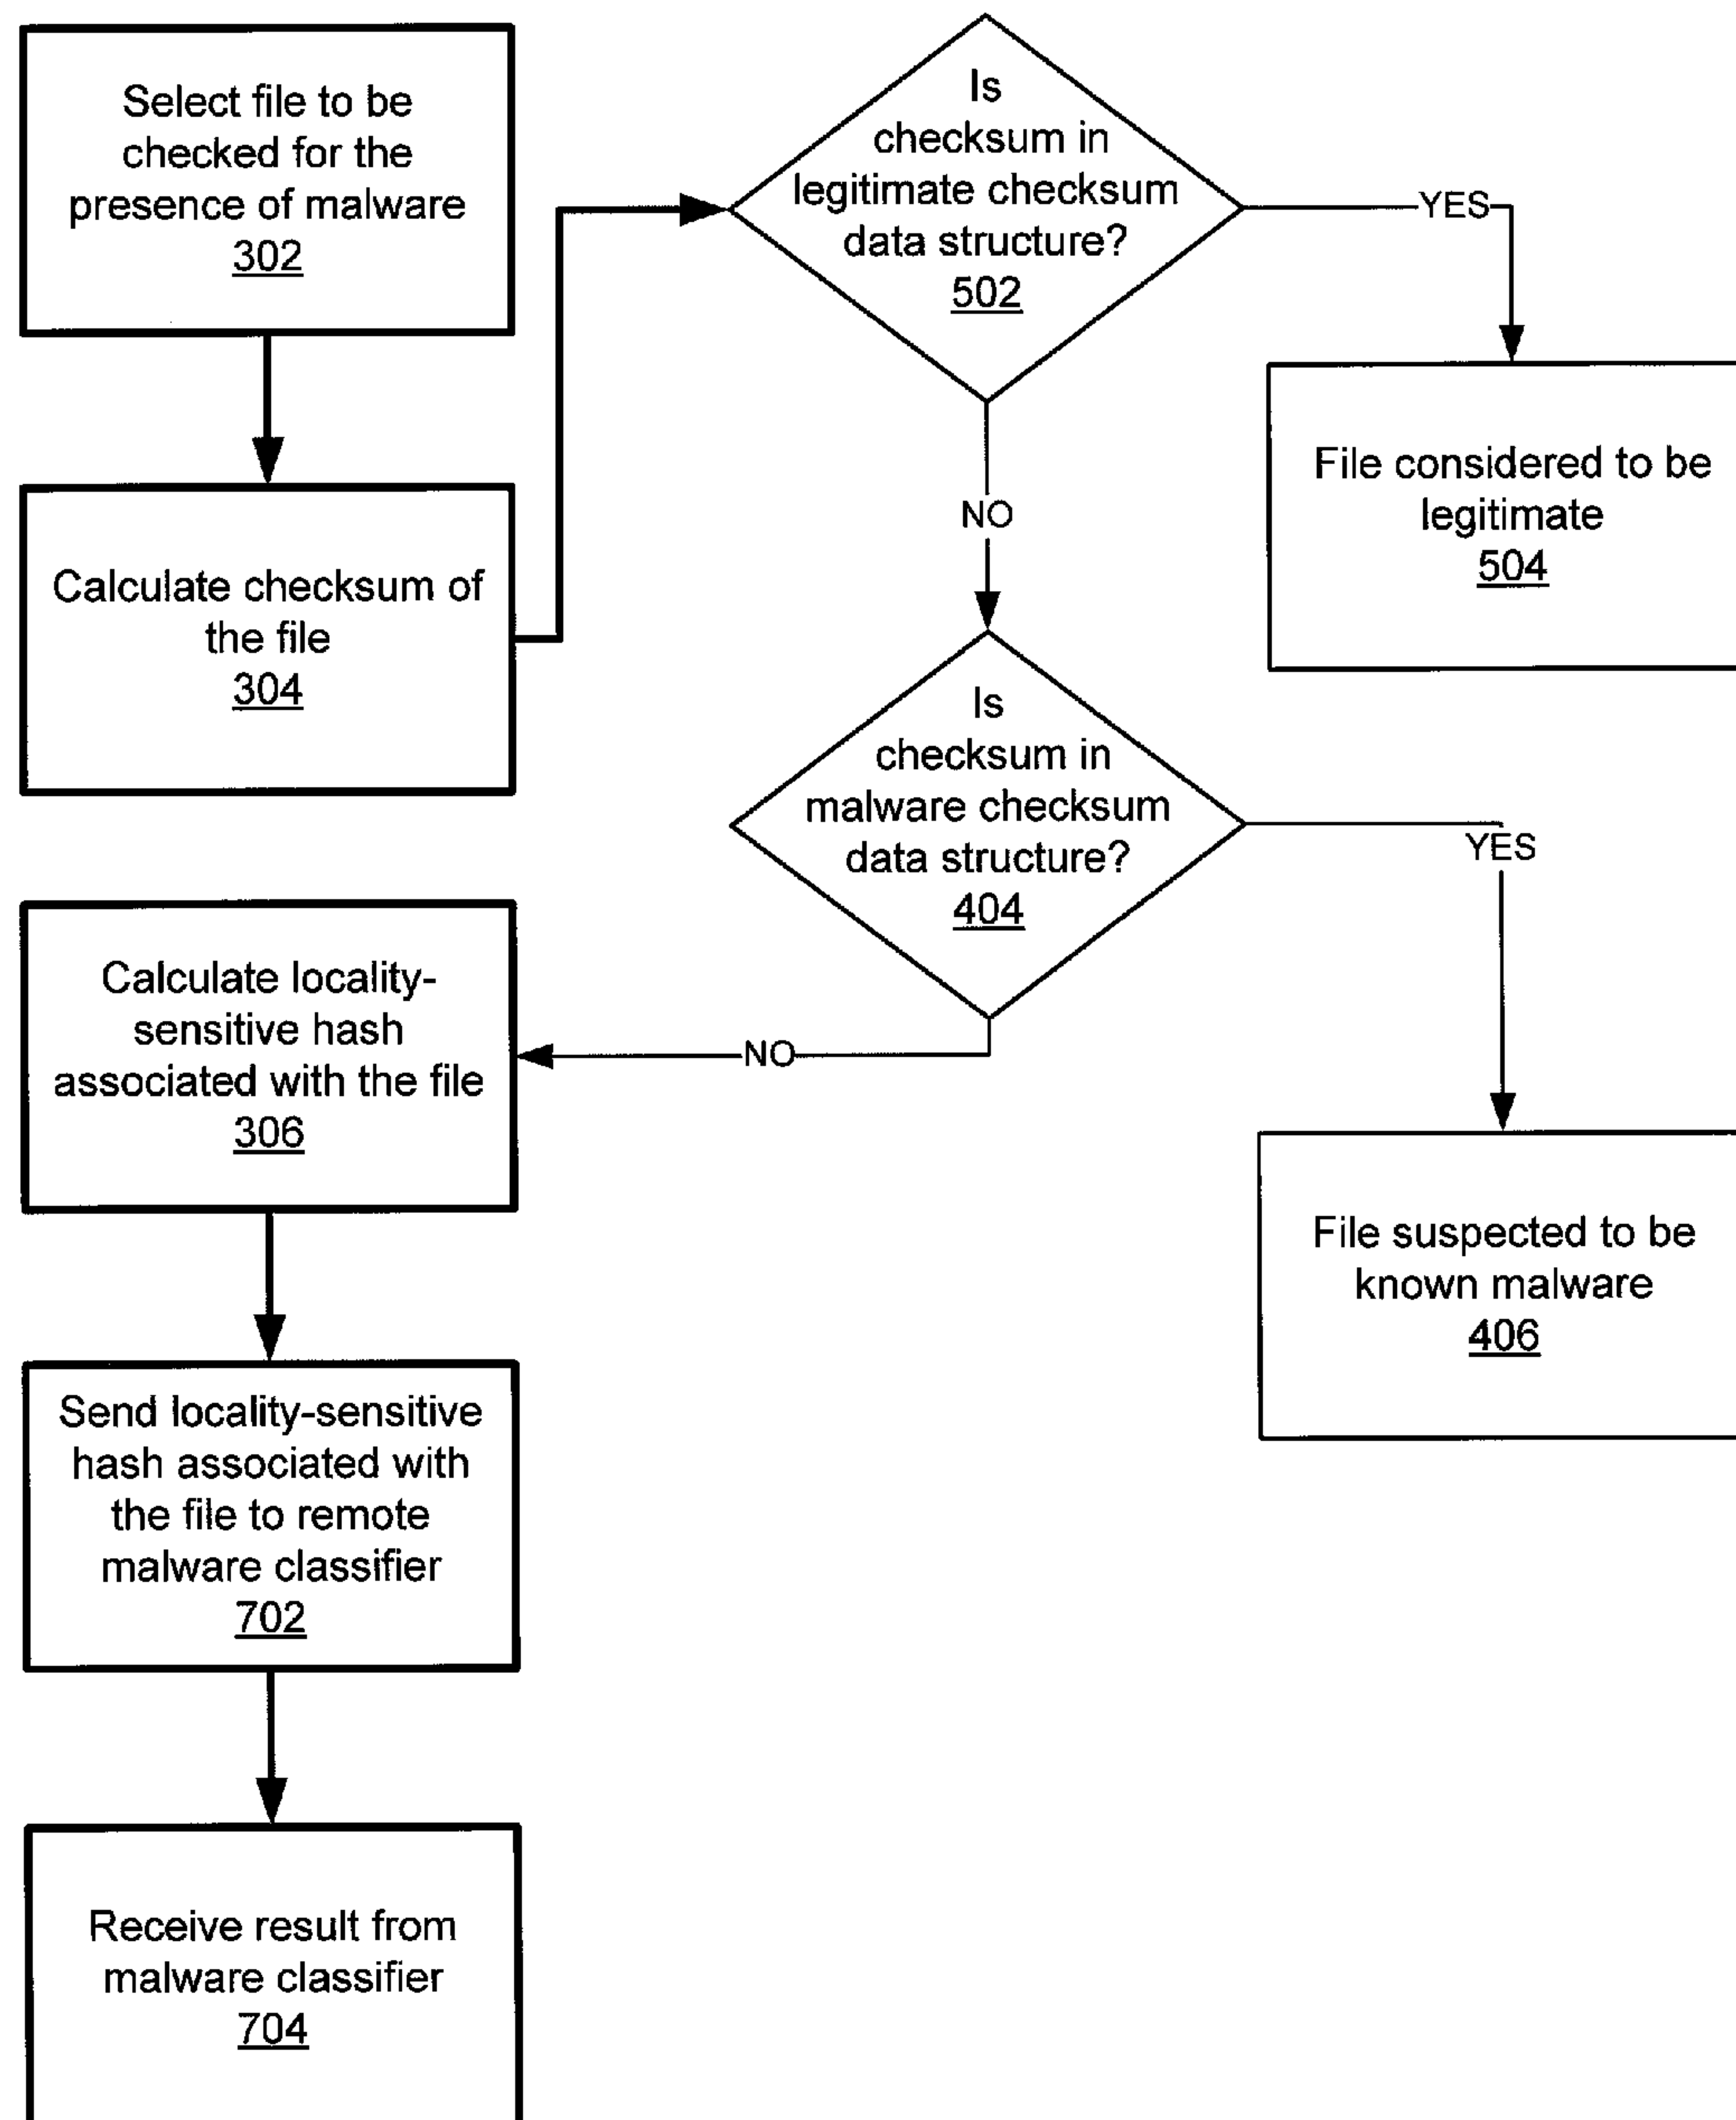 Select file to be
checked for the
presence of malware
302
Calculate checksum of
the file
304
Is
checksum in
legitimate checksum
data structure?
502
YES
File considered to be
legitimate
504
NO
Is
checksum in
malware checksum
data structure?
404
YES
File suspected to be
known malware
406
NO
Calculate locality-
sensitive hash
associated with the file
306
Send locality-sensitive
hash associated with
the file to remote
malware classifier
702
Receive result from
malware classifier
704